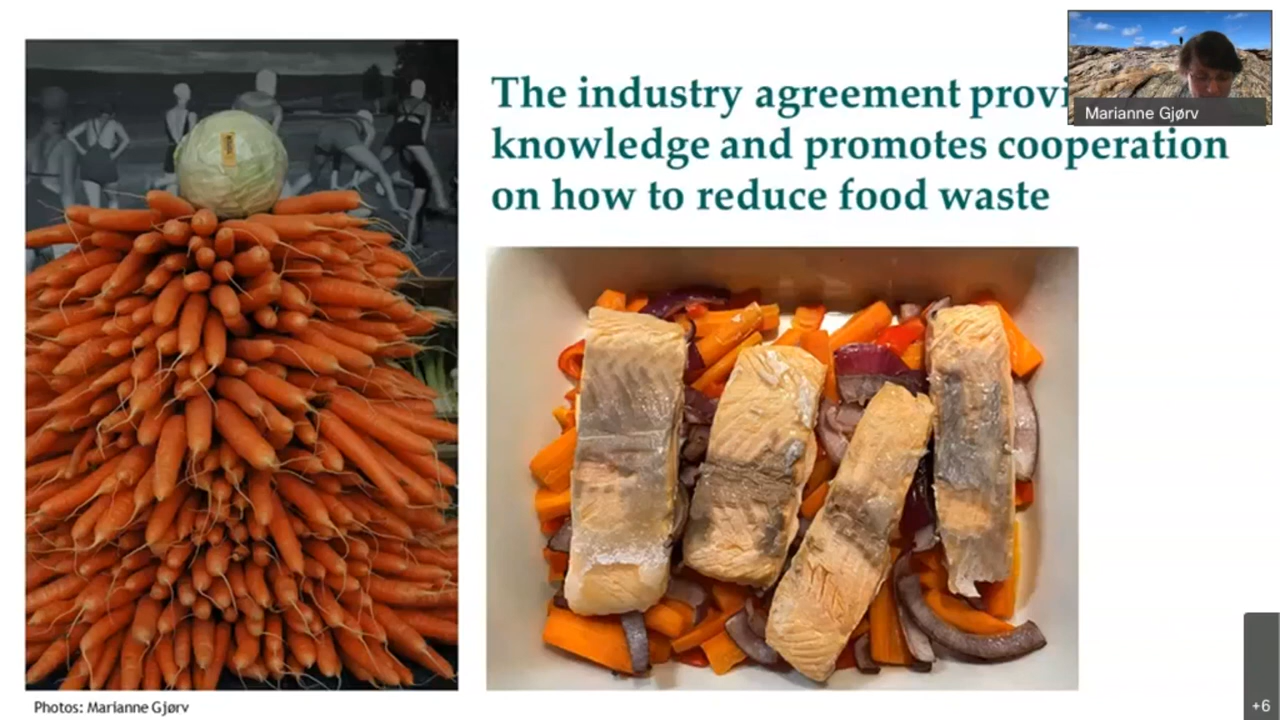 The industry agreement provi
knowledge and promotes cooperation
on how to reduce food waste
Marianne Gjørv
Photos: Marianne Gjørv
+6